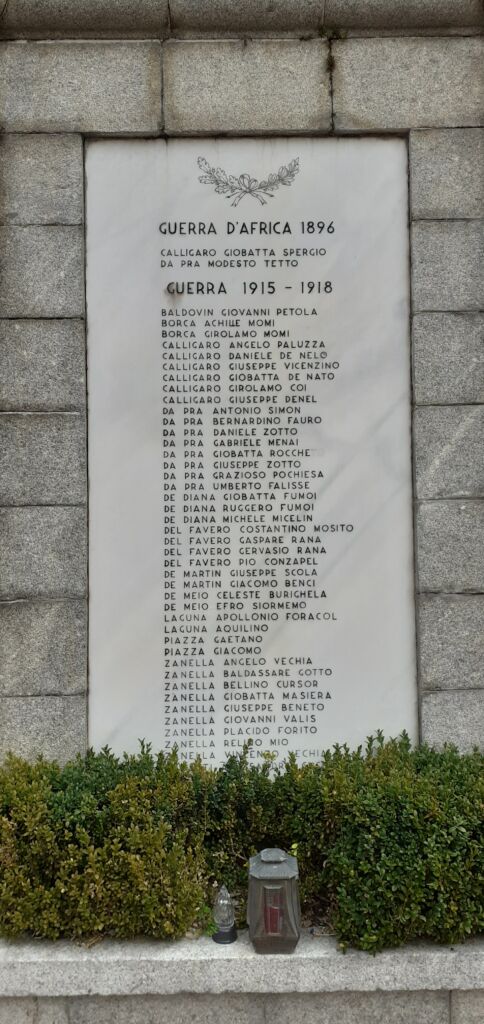 GUERRA D'AFRICA 1896
CALLIGARO GIOBATTA SPERGIO
DA PRA MODESTO TETTO
GUERRA 1915 - 1918
BALDOVIN GIOVANNI PETOLA
BORCA ACHILLE MOMI
BORCA GIROLAMO MOMI
CALLIGARO ANGELO PALUZZA
CALLIGARO DANIELE DE NELO
CALLIGARO GIUSEPPE VICENZINO
CALLIGARO GIOBATTA DE NATO
CALLIGARO GIROLAMO COI
CALLIGARO GIUSEPPE DENEL
DA PRA ANTONIO SIMON
DA PRA BERNARDINO FAURO
DA PRA DANIELE ZOTTO
DA PRA GABRIELE MENAI
DA PRA GIOBATTA ROCCHET
DA PRA GIUSEPPE ZOTTO
DA PRA GRAZIOSO POCHIESA
DA PRA UMBERTO FALISSE
DE DIANA GIOBATTA FUMOI
DE DIANA RUGGERO FUMOI
DE DIANA MICHELE MICELIN
DEL FAVERO COSTANTINO MOSITO
DEL FAVERO GASPARE RANA
DEL FAVERO GERVASIO RANA
DEL FAVERO PIO CONZAPEL
DE MARTIN GIUSEPPE SCOLA
DE MARTIN GIACOMO BENCI
DE MEIO CELESTE BURIGHELA
DE MEIO EFRO SIORMEMO
LAGUNA APOLLONIO FORACOL
LAGUNA AQUILINO
PIAZZA GAETANO
PIAZZA GIACOMO
ZANELLA ANGELO VECHIA
ZANELLA BALDASSARE GOTTO
ZANELLA BELLINO CURSOR
ZANELLA GIOBATTA MASIERA
ZANELLA GIUSEPPE BENETO
ZANELLA GIOVANNI VALIS
ZANELLA PLACIDO FORITO
ZANELLA RELIGIO MIO
ZANELLA VINCENZO VECHIA